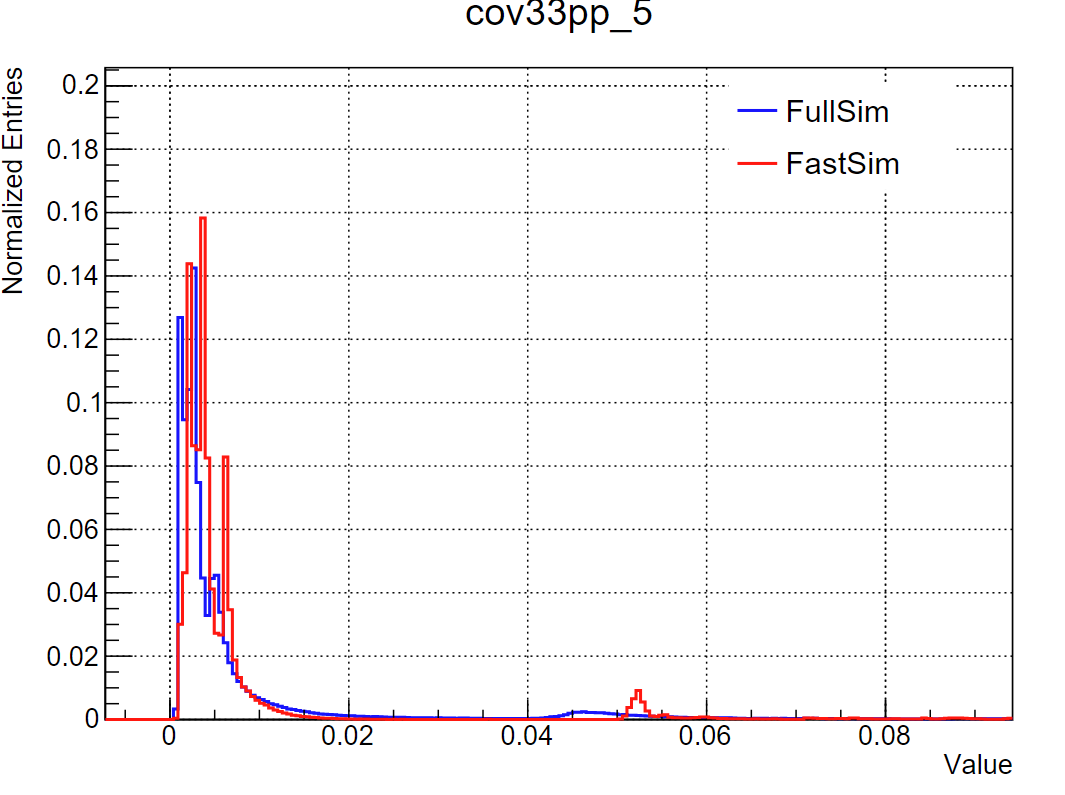 cov33pp_5
Normalized Entries
0.2
0.18
0.16
0.14
0.12
0.1
0.08
0.06
0.04
0.02
0
FullSim
FastSim
0 0.02 0.04 0.06 0.08
Value